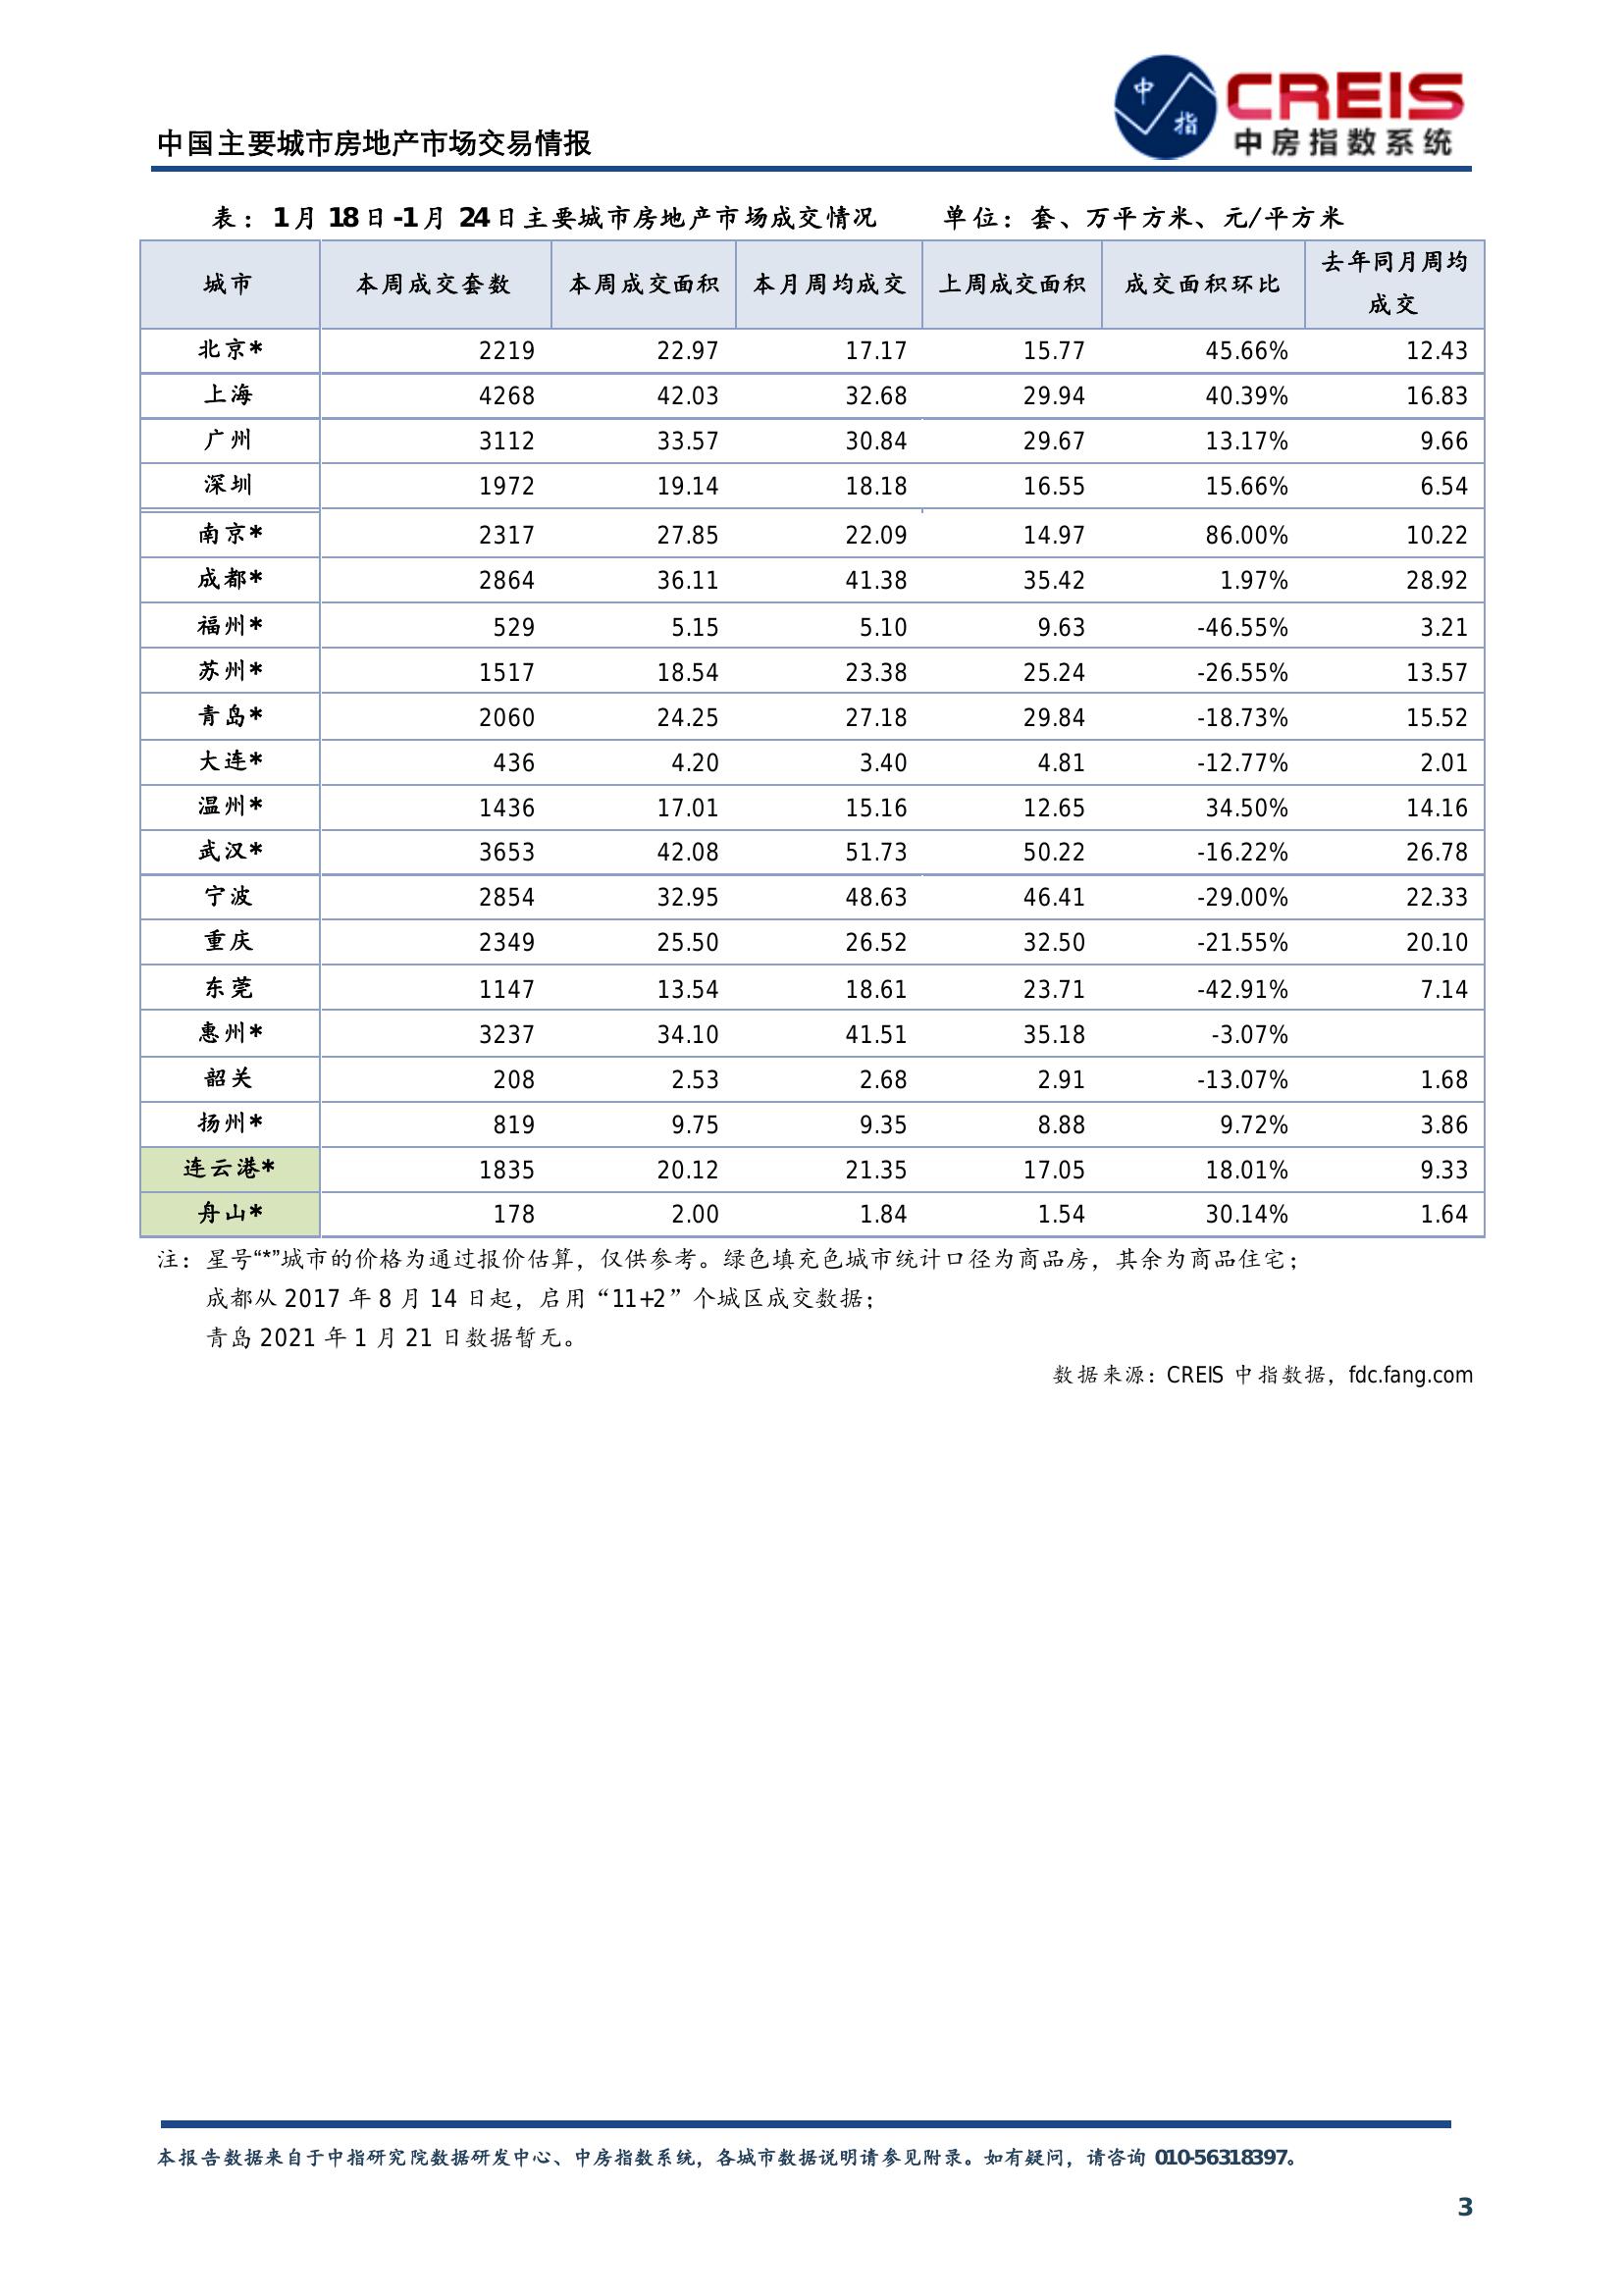 中指
CREIS
中房指数系统
中国主要城市房地产市场交易情报
表：1月18日-1月24日主要城市房地产市场成交情况 单位：套、万平方米、元/平方米
城市 本周成交套数 本周成交面积 本月周均成交 上周成交面积 成交面积环比 去年同月周均成交
北京* 2219 22.97 17.17 15.77 45.66% 12.43
上海 4268 42.03 32.68 29.94 40.39% 16.83
广州 3112 33.57 30.84 29.67 13.17% 9.66
深圳 1972 19.14 18.18 16.55 15.66% 6.54
南京* 2317 27.85 22.09 14.97 86.00% 10.22
成都* 2864 36.11 41.38 35.42 1.97% 28.92
福州* 529 5.15 5.10 9.63 -46.55% 3.21
苏州* 1517 18.54 23.38 25.24 -26.55% 13.57
青岛* 2060 24.25 27.18 29.84 -18.73% 15.52
大连* 436 4.20 3.40 4.81 -12.77% 2.01
温州* 1436 17.01 15.16 12.65 34.50% 14.16
武汉* 3653 42.08 51.73 50.22 -16.22% 26.78
宁波 2854 32.95 48.63 46.41 -29.00% 22.33
重庆 2349 25.50 26.52 32.50 -21.55% 20.10
东莞 1147 13.54 18.61 23.71 -42.91% 7.14
惠州* 3237 34.10 41.51 35.18 -3.07%
韶关 208 2.53 2.68 2.91 -13.07% 1.68
扬州* 819 9.75 9.35 8.88 9.72% 3.86
连云港* 1835 20.12 21.35 17.05 18.01% 9.33
舟山* 178 2.00 1.84 1.54 30.14% 1.64
注：星号“*”城市的价格为通过报价估算，仅供参考。绿色填充色城市统计口径为商品房，其余为商品住宅；
成都从 2017 年 8 月 14 日起，启用“11+2”个城区成交数据；
青岛 2021 年 1 月 21 日数据暂无。
数据来源：CREIS 中指数据，fdc.fang.com
本报告数据来自于中指研究院数据研发中心、中房指数系统，各城市数据说明请参见附录。如有疑问，请咨询 010-56318397。
3